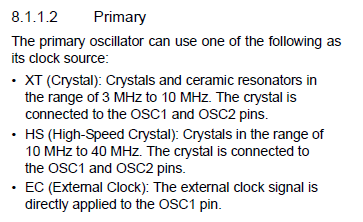 8.1.1.2 Primary
The primary oscillator can use one of the following as
its clock source:
• XT (Crystal): Crystals and ceramic resonators in
the range of 3 MHz to 10 MHz. The crystal is
connected to the OSC1 and OSC2 pins.
• HS (High-Speed Crystal): Crystals in the range of
10 MHz to 40 MHz. The crystal is connected to
the OSC1 and OSC2 pins.
• EC (External Clock): The external clock signal is
directly applied to the OSC1 pin.